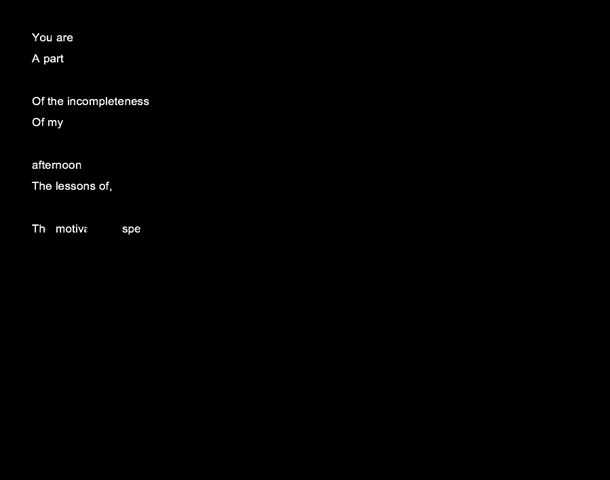 You are
A part
Of the incompleteness
Of my
afternoon
The lessons of,